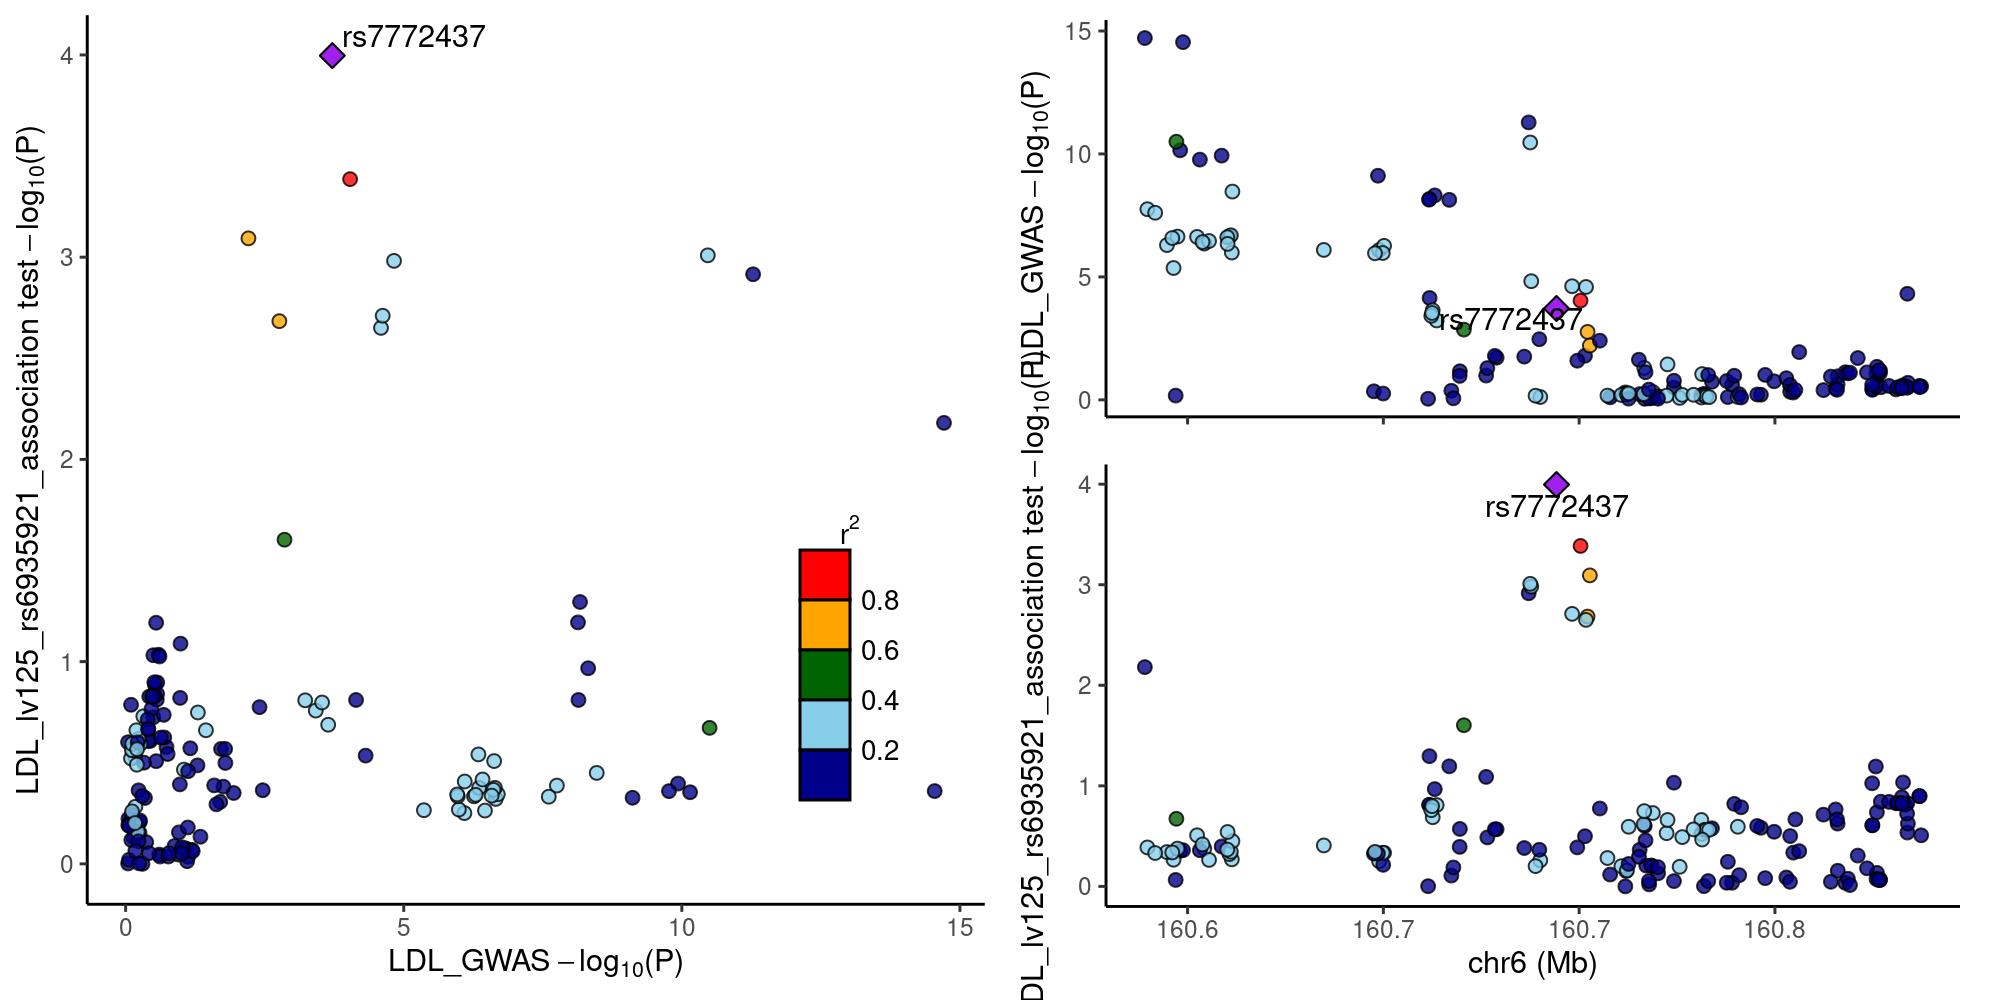 LDL_lv125_rs6935921_association test −log10(P)
4
3
2
1
0
rs7772437
r2
0.8
0.6
0.4
0.2
0
5
10
15
LDL_GWAS −log10(P)
LDL_GWAS −log10(P)
15
10
5
0
rs7772437
DL_lv125_rs6935921_association test −log10(P)
4
3
2
1
0
rs7772437
160.6
160.7
160.7
160.8
chr6 (Mb)